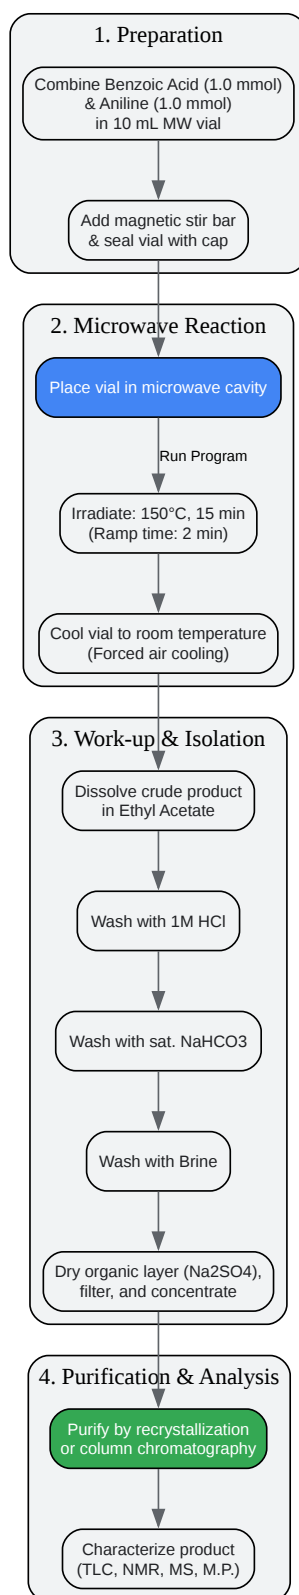 1. Preparation
Combine Benzoic Acid (1.0 mmol)
& Aniline (1.0 mmol)
in 10 mL MW vial
Add magnetic stir bar
& seal vial with cap
2. Microwave Reaction
Place vial in microwave cavity
Run Program
Irradiate: 150°C, 15 min
(Ramp time: 2 min)
Cool vial to room temperature
(Forced air cooling)
3. Work-up & Isolation
Dissolve crude product
in Ethyl Acetate
Wash with 1M HCl
Wash with sat. NaHCO3
Wash with Brine
Dry organic layer (Na2SO4),
filter, and concentrate
4. Purification & Analysis
Purify by recrystallization
or column chromatography
Characterize product
(TLC, NMR, MS, M.P.)